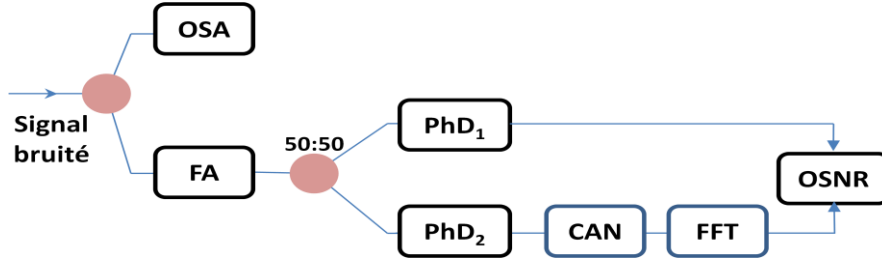 OSA
Signal
bruité
FA
50:50
PhD₁
PhD₂
CAN
FFT
OSNR